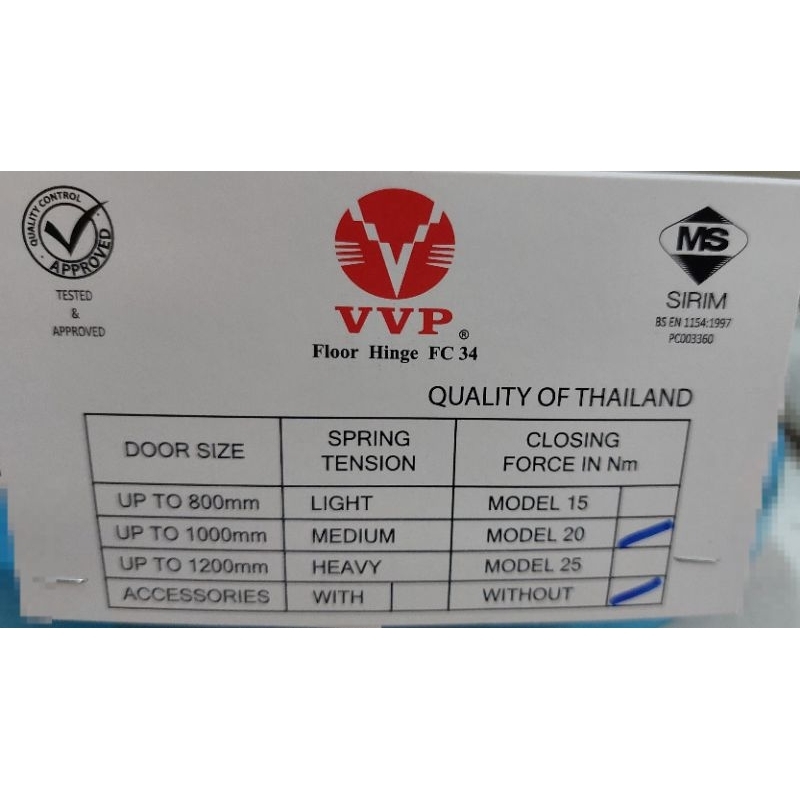 QUALITY CONTROL
APPROVED
TESTED
&
APPROVED
VVP®
Floor Hinge FC 34
MS
SIRIM
BS EN 1154:1997
PC003360
QUALITY OF THAILAND
DOOR SIZE
SPRING
TENSION
CLOSING
FORCE IN Nm
UP TO 800mm LIGHT MODEL 15
UP TO 1000mm MEDIUM MODEL 20
UP TO 1200mm HEAVY MODEL 25
ACCESSORIES WITH WITHOUT